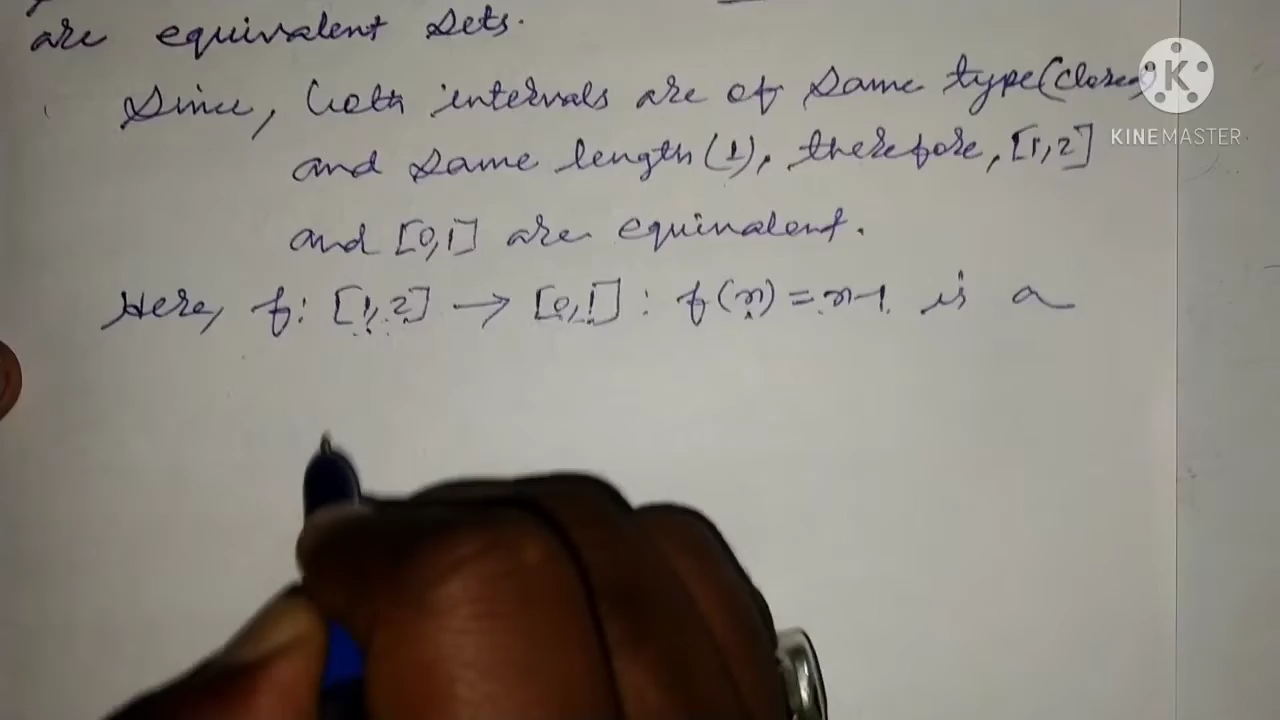 are equivalent sets.
Since, both intervals are of same type (closed)
and same length (1), therefore, [1,2]
and [0,1] are equivalent.
Here, f: [1,2] → [0,1] : f(x) = x-1 is a
K
KINEMASTER